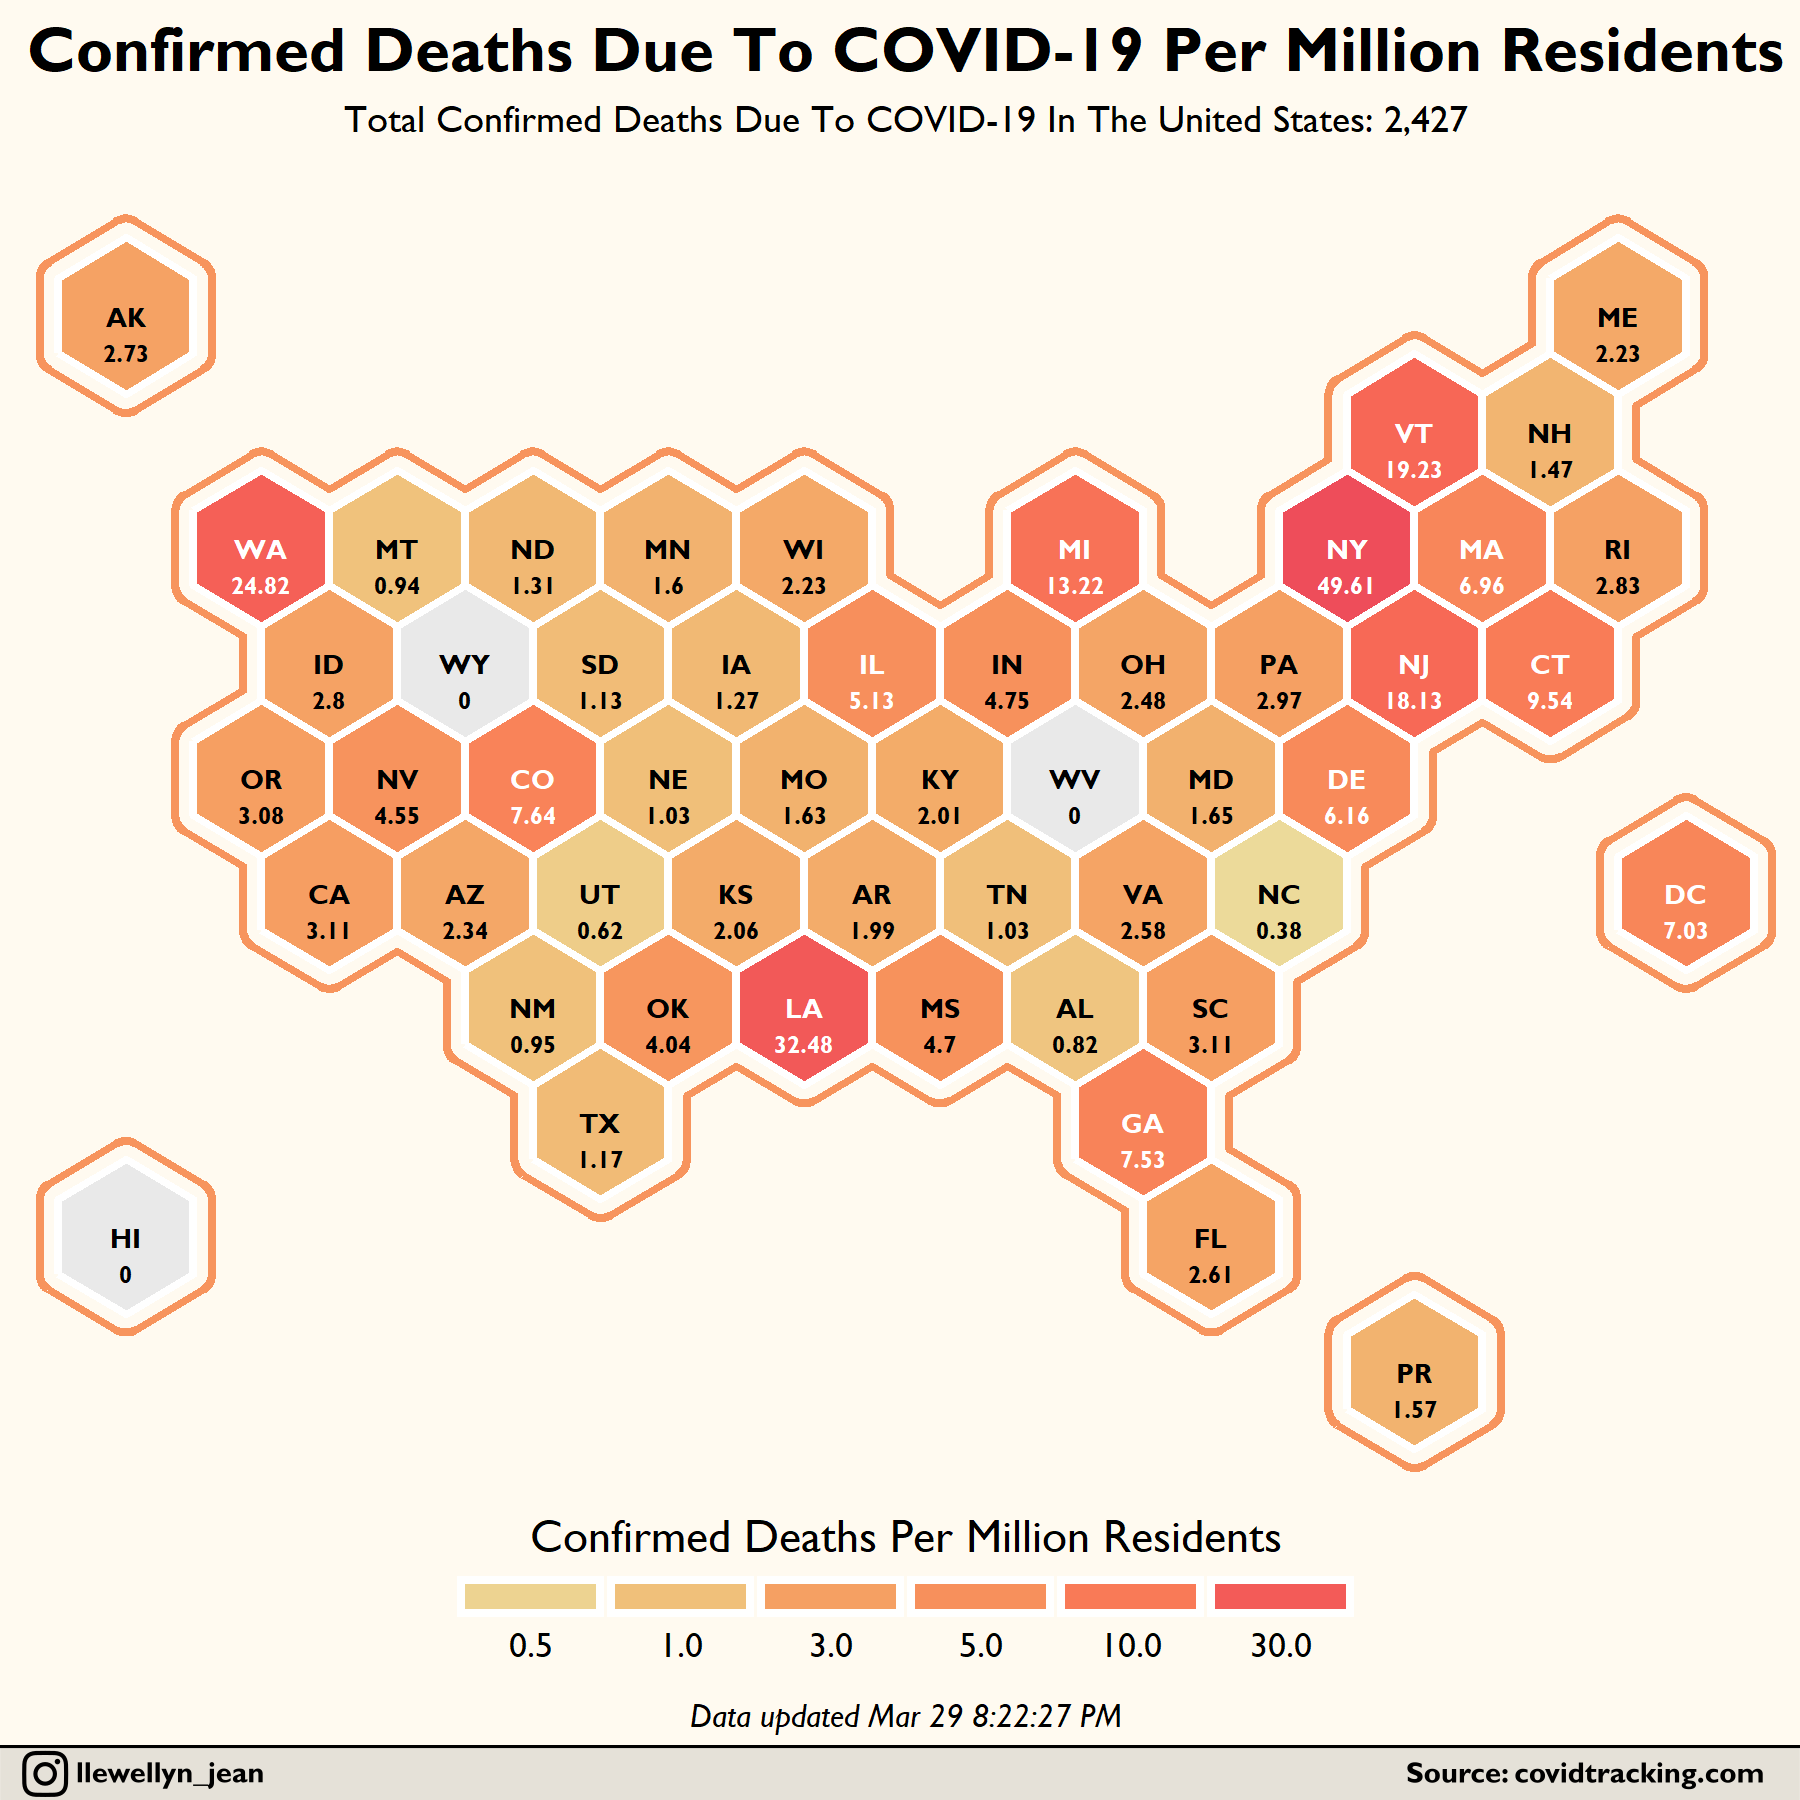 Confirmed Deaths Due To COVID-19 Per Million Residents
Total Confirmed Deaths Due To COVID-19 In The United States: 2,427
AK
2.73
ME
2.23
VT
19.23
NH
1.47
WA
24.82
MT
0.94
ND
1.31
MN
1.6
WI
2.23
MI
13.22
NY
49.61
MA
6.96
RI
2.83
ID
2.8
WY
0
SD
1.13
IA
1.27
IL
5.13
IN
4.75
OH
2.48
PA
2.97
NJ
18.13
CT
9.54
OR
3.08
NV
4.55
CO
7.64
NE
1.03
MO
1.63
KY
2.01
WV
0
MD
1.65
DE
6.16
CA
3.11
AZ
2.34
UT
0.62
KS
2.06
AR
1.99
TN
1.03
VA
2.58
NC
0.38
DC
7.03
NM
0.95
OK
4.04
LA
32.48
MS
4.7
AL
0.82
SC
3.11
TX
1.17
GA
7.53
HI
0
FL
2.61
PR
1.57
Confirmed Deaths Per Million Residents
0.5 1.0 3.0 5.0 10.0 30.0
Data updated Mar 29 8:22:27 PM
llewellyn_jean
Source: covidtracking.com